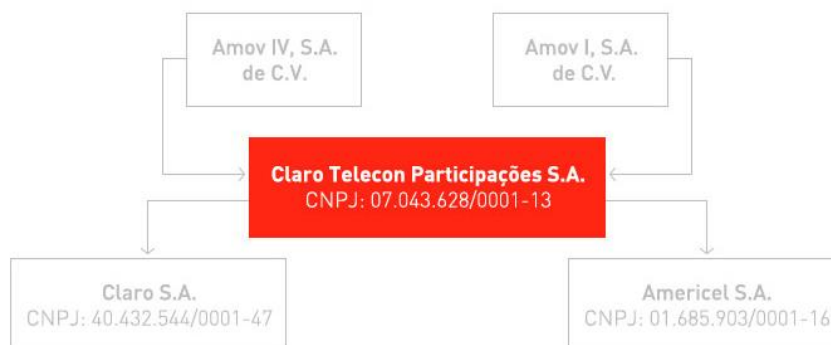 Amov IV, S.A.
de C.V.
Amov I, S.A.
de C.V.
Claro Telecon Participações S.A.
CNPJ: 07.043.628/0001-13
Claro S.A.
CNPJ: 40.432.544/0001-47
Americel S.A.
CNPJ: 01.685.903/0001-16